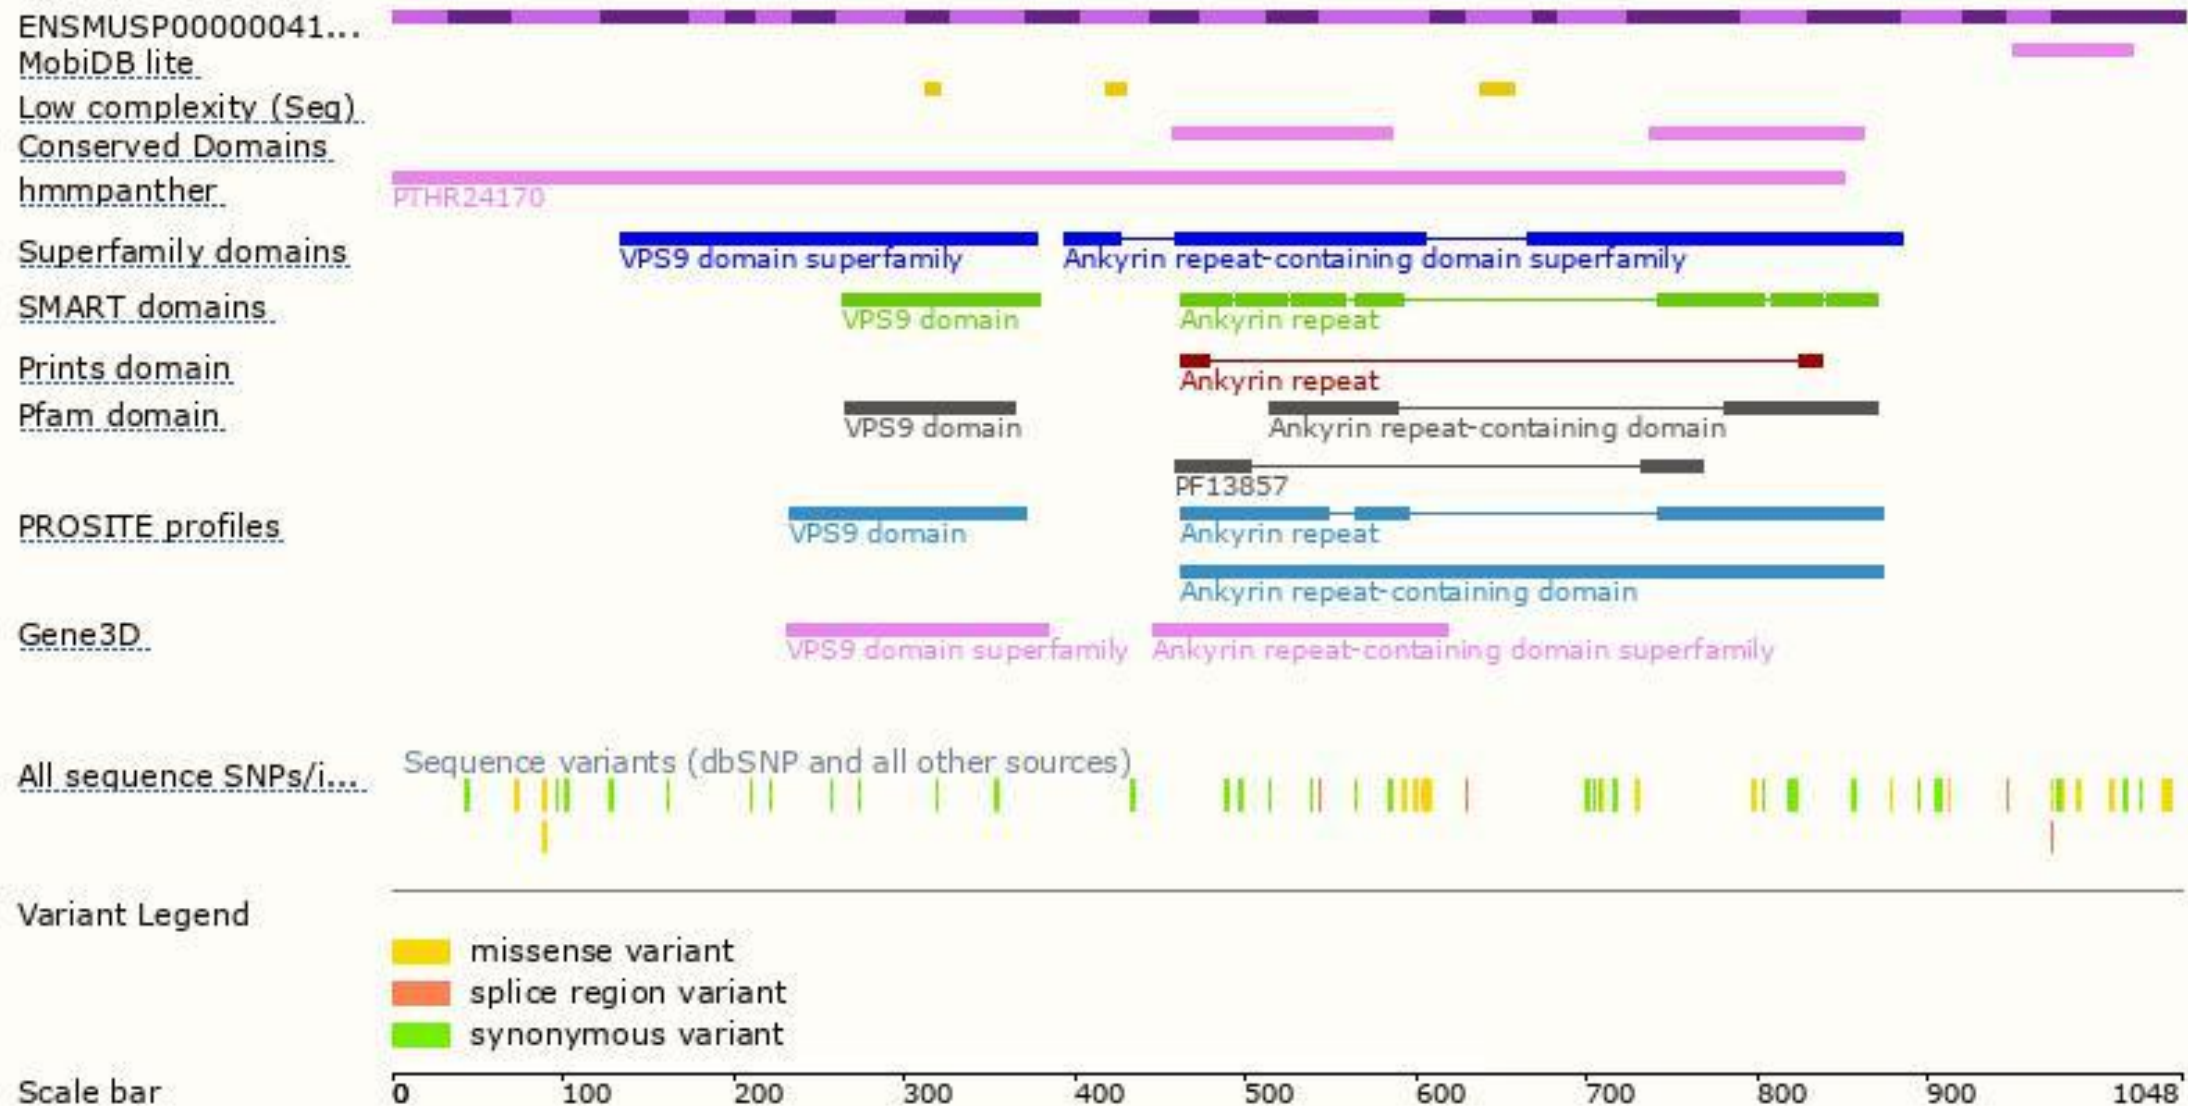 ENSMUSP00000041...
MobiDB lite
Low complexity (Seg)
Conserved Domains
hmmpanther
PTHR24170
Superfamily domains
VPS9 domain superfamily
Ankyrin repeat-containing domain superfamily
SMART domains
VPS9 domain
Ankyrin repeat
Prints domain
Ankyrin repeat
Pfam domain
VPS9 domain
Ankyrin repeat-containing domain
PF13857
PROSITE profiles
VPS9 domain
Ankyrin repeat
Ankyrin repeat-containing domain
Gene3D
VPS9 domain superfamily
Ankyrin repeat-containing domain superfamily
Sequence variants (dbSNP and all other sources)
All sequence SNPs/i...
Variant Legend
missense variant
splice region variant
synonymous variant
Scale bar
0 100 200 300 400 500 600 700 800 900 1048